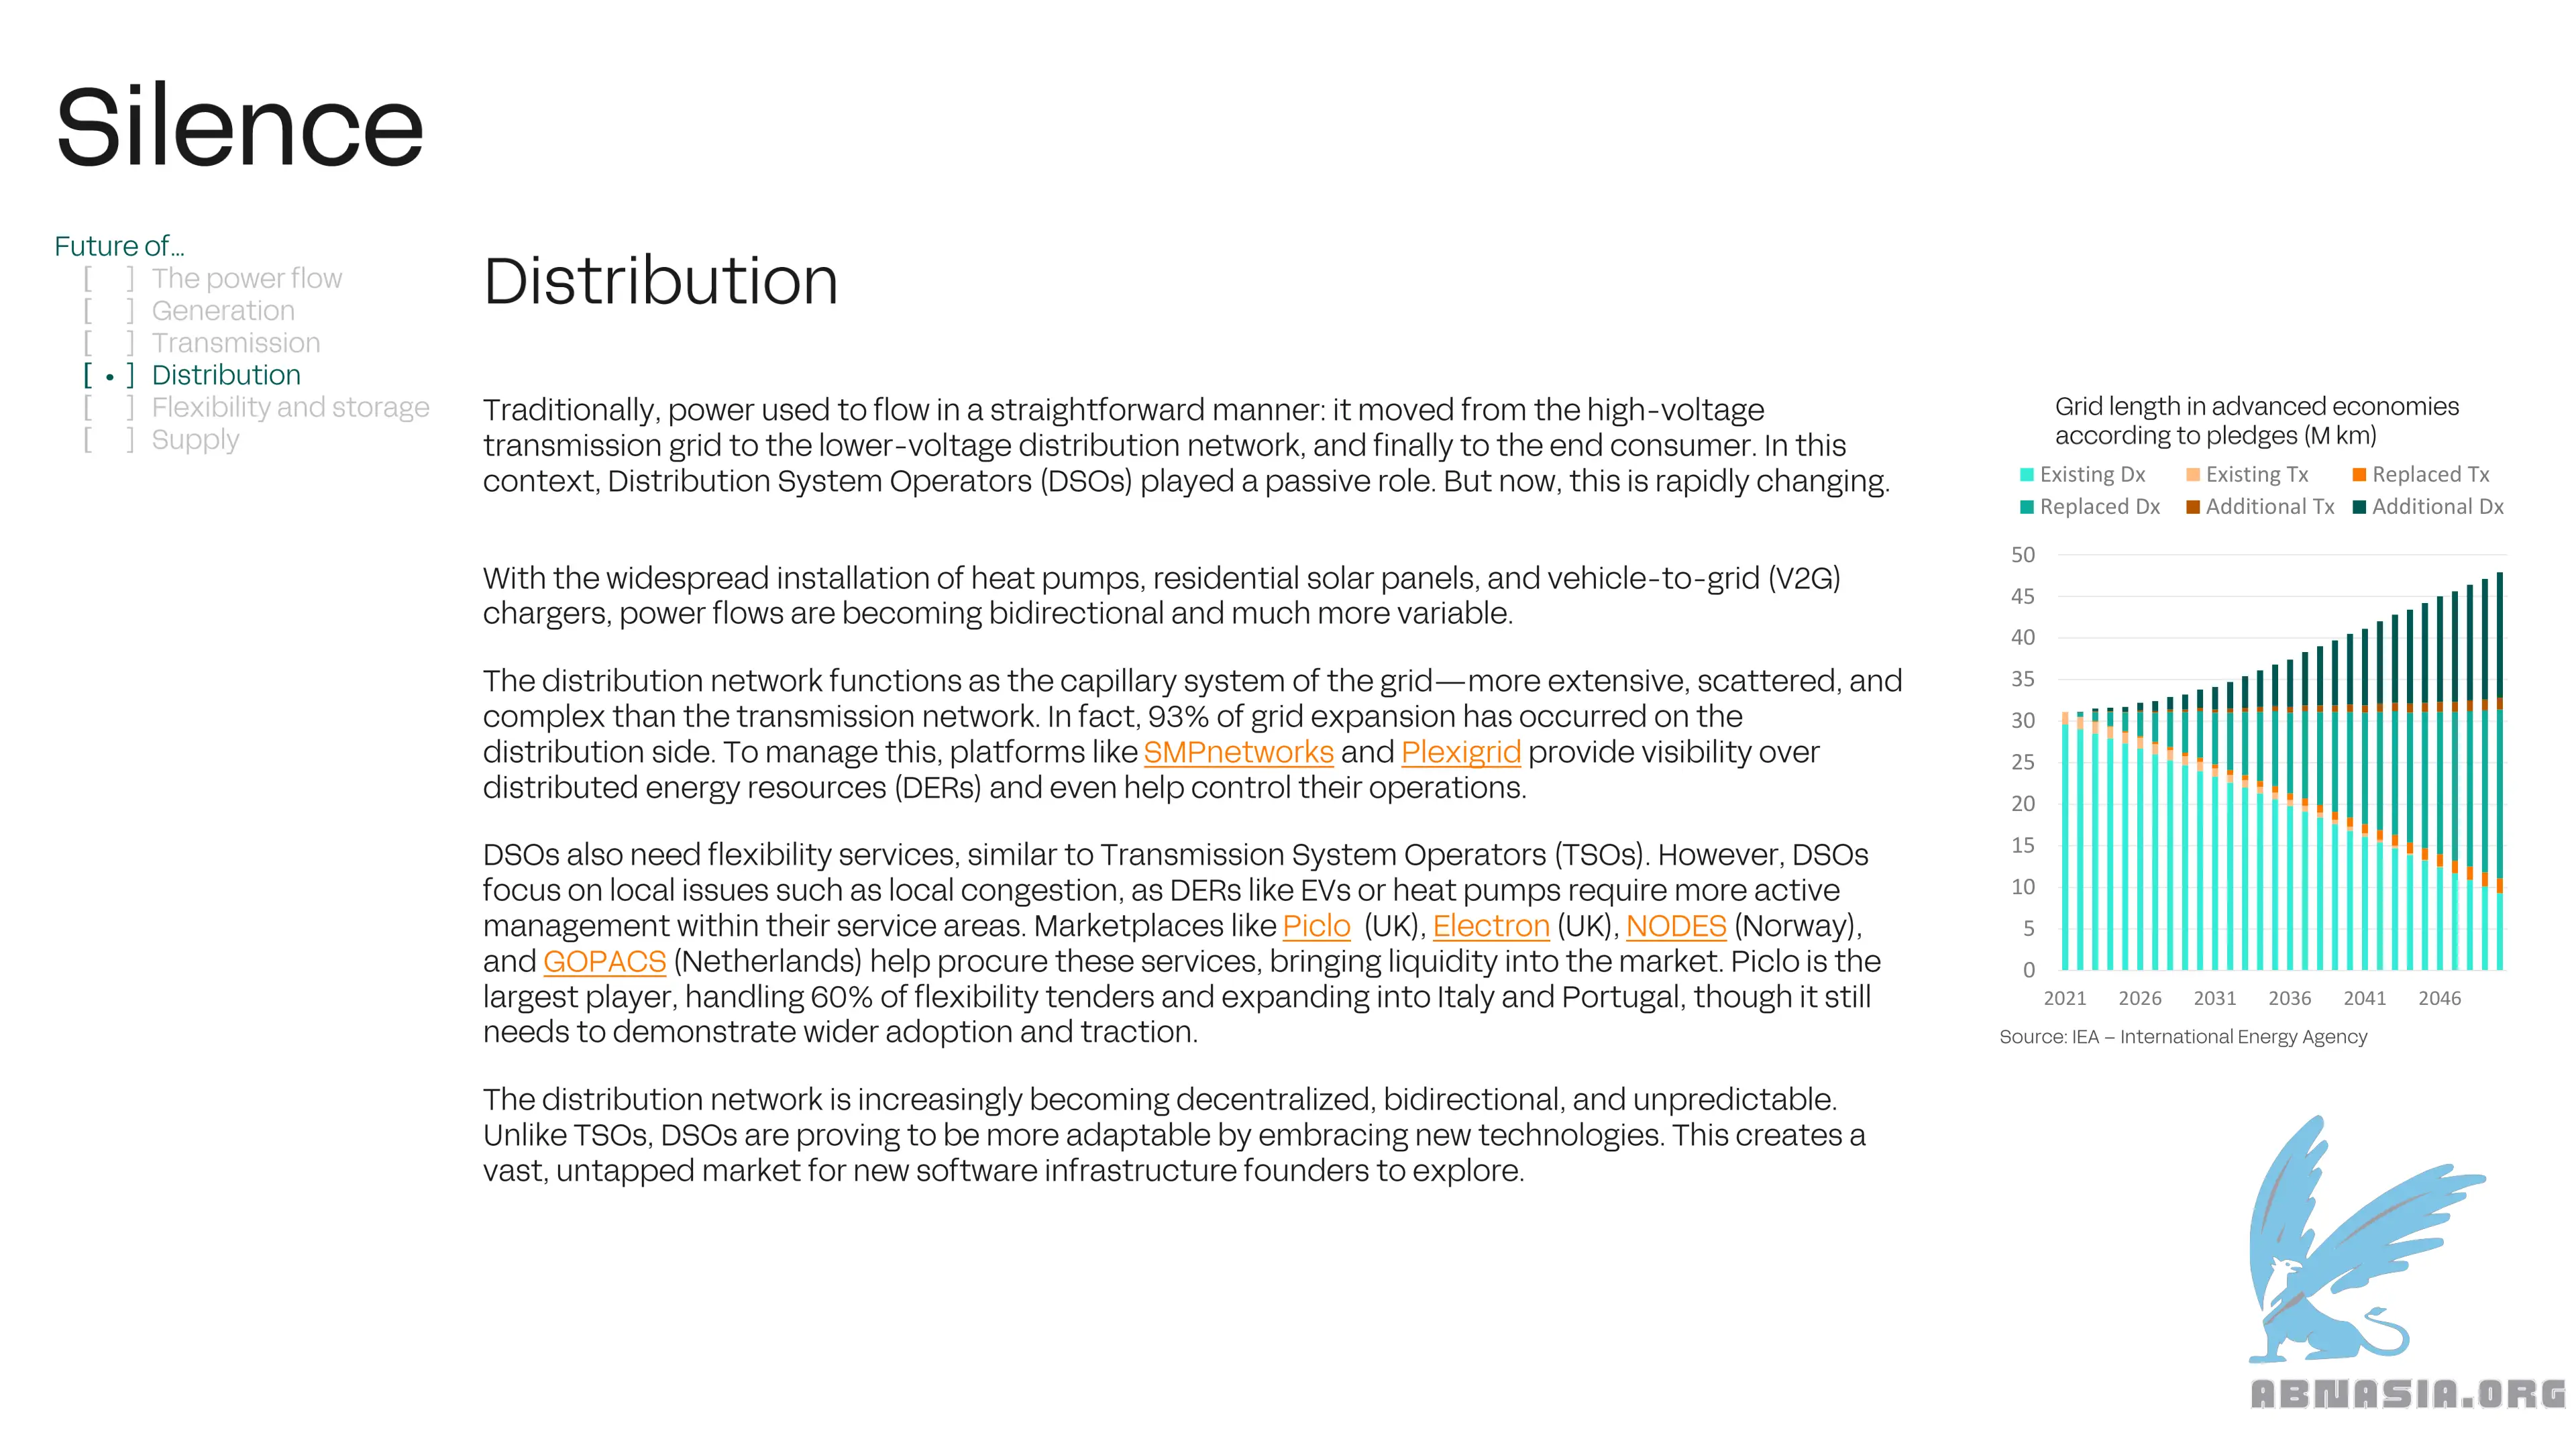 Silence
Future of...
[ ] The power flow
[ ] Generation
[ ] Transmission
[ • ] Distribution
[ ] Flexibility and storage
[ ] Supply
Distribution
Traditionally, power used to flow in a straightforward manner: it moved from the high-voltage
transmission grid to the lower-voltage distribution network, and finally to the end consumer. In this
context, Distribution System Operators (DSOs) played a passive role. But now, this is rapidly changing.
With the widespread installation of heat pumps, residential solar panels, and vehicle-to-grid (V2G)
chargers, power flows are becoming bidirectional and much more variable.
The distribution network functions as the capillary system of the grid—more extensive, scattered, and
complex than the transmission network. In fact, 93% of grid expansion has occurred on the
distribution side. To manage this, platforms like SMPnetworks and Plexigrid provide visibility over
distributed energy resources (DERs) and even help control their operations.
DSOs also need flexibility services, similar to Transmission System Operators (TSOs). However, DSOs
focus on local issues such as local congestion, as DERs like EVs or heat pumps require more active
management within their service areas. Marketplaces like Piclo (UK), Electron (UK), NODES (Norway),
and GOPACS (Netherlands) help procure these services, bringing liquidity into the market. Piclo is the
largest player, handling 60% of flexibility tenders and expanding into Italy and Portugal, though it still
needs to demonstrate wider adoption and traction.
The distribution network is increasingly becoming decentralized, bidirectional, and unpredictable.
Unlike TSOs, DSOs are proving to be more adaptable by embracing new technologies. This creates a
vast, untapped market for new software infrastructure founders to explore.
Grid length in advanced economies
according to pledges (M km)
Existing Dx Existing Tx Replaced Tx
Replaced Dx Additional Tx Additional Dx
50
45
40
35
30
25
20
15
10
5
0
2021 2026 2031 2036 2041 2046
Source: IEA – International Energy Agency
ABNASIA.ORG